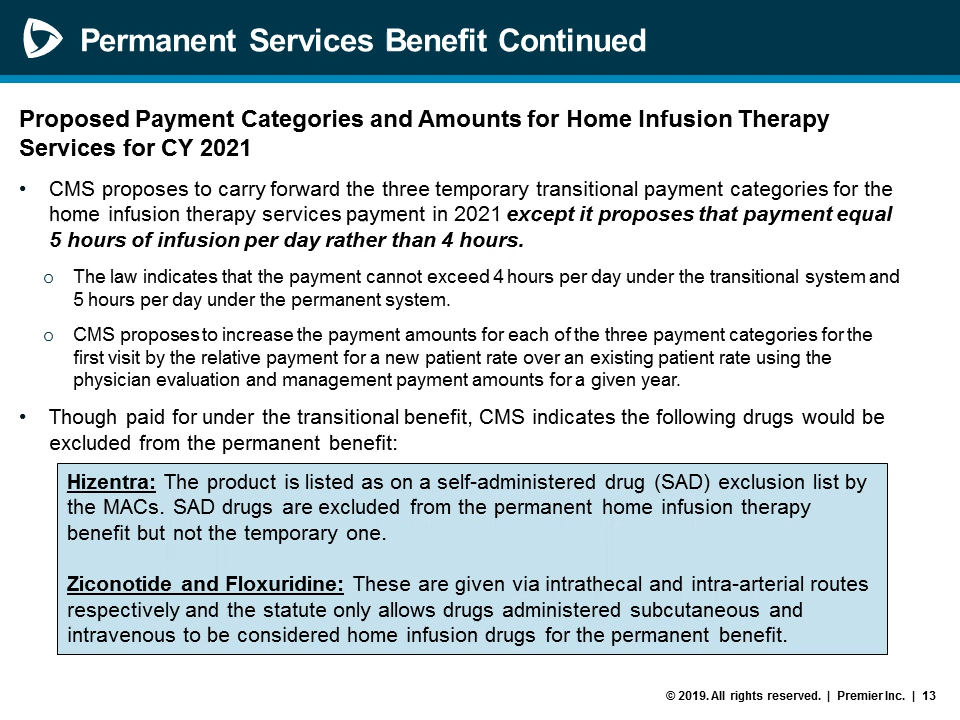 Permanent Services Benefit Continued
Proposed Payment Categories and Amounts for Home Infusion Therapy
Services for CY 2021
• CMS proposes to carry forward the three temporary transitional payment categories for the
home infusion therapy services payment in 2021 except it proposes that payment equal
5 hours of infusion per day rather than 4 hours.
o The law indicates that the payment cannot exceed 4 hours per day under the transitional system and
5 hours per day under the permanent system.
o CMS proposes to increase the payment amounts for each of the three payment categories for the
first visit by the relative payment for a new patient rate over an existing patient rate using the
physician evaluation and management payment amounts for a given year.
• Though paid for under the transitional benefit, CMS indicates the following drugs would be
excluded from the permanent benefit:
Hizentra: The product is listed as on a self-administered drug (SAD) exclusion list by
the MACs. SAD drugs are excluded from the permanent home infusion therapy
benefit but not the temporary one.
Ziconotide and Floxuridine: These are given via intrathecal and intra-arterial routes
respectively and the statute only allows drugs administered subcutaneous and
intravenous to be considered home infusion drugs for the permanent benefit.
© 2019. All rights reserved. | Premier Inc. | 13